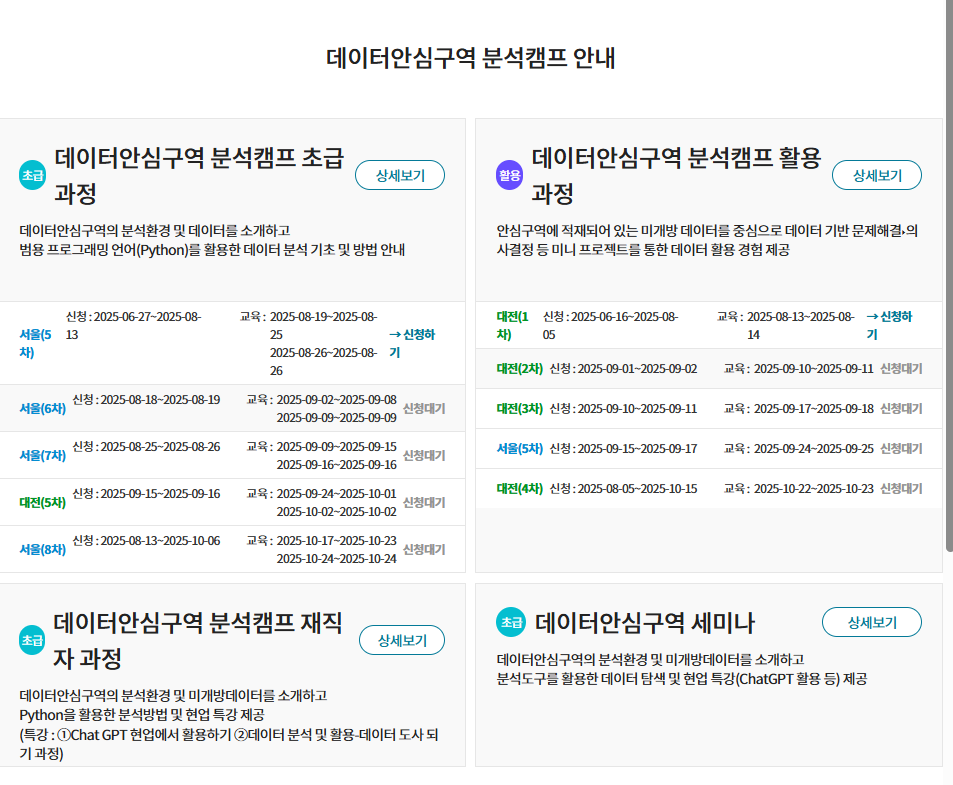 데이터안심구역 분석캠프 안내
초급
데이터안심구역 분석캠프 초급
과정
상세보기
데이터안심구역의 분석환경 및 데이터를 소개하고
범용 프로그래밍 언어(Python)를 활용한 데이터 분석 기초 및 방법 안내
서울(5
차)
신청 : 2025-06-27~2025-08-
13
교육 : 2025-08-19~2025-08-
25
2025-08-26~2025-08-
26
→ 신청하
기
서울(6차) 신청 : 2025-08-18~2025-08-19 교육 : 2025-09-02~2025-09-08 신청대기
2025-09-09~2025-09-09
서울(7차) 신청 : 2025-08-25~2025-08-26 교육 : 2025-09-09~2025-09-15 신청대기
2025-09-16~2025-09-16
대전(5차) 신청 : 2025-09-15~2025-09-16 교육 : 2025-09-24~2025-10-01 신청대기
2025-10-02~2025-10-02
서울(8차) 신청 : 2025-08-13~2025-10-06 교육 : 2025-10-17~2025-10-23 신청대기
2025-10-24~2025-10-24
활용
데이터안심구역 분석캠프 활용
과정
상세보기
안심구역에 적재되어 있는 미개방 데이터를 중심으로 데이터 기반 문제해결•의
사결정 등 미니 프로젝트를 통한 데이터 활용 경험 제공
대전(1
차)
신청 : 2025-06-16~2025-08-
05
교육 : 2025-08-13~2025-08-
14
→ 신청하
기
대전(2차) 신청 : 2025-09-01~2025-09-02 교육 : 2025-09-10~2025-09-11 신청대기
대전(3차) 신청 : 2025-09-10~2025-09-11 교육 : 2025-09-17~2025-09-18 신청대기
서울(5차) 신청 : 2025-09-15~2025-09-17 교육 : 2025-09-24~2025-09-25 신청대기
대전(4차) 신청 : 2025-08-05~2025-10-15 교육 : 2025-10-22~2025-10-23 신청대기
초급
데이터안심구역 분석캠프 재직
자 과정
상세보기
데이터안심구역의 분석환경 및 미개방데이터를 소개하고
Python을 활용한 분석방법 및 현업 특강 제공
(특강 : ①Chat GPT 현업에서 활용하기 ②데이터 분석 및 활용-데이터 도사 되
기 과정)
초급
데이터안심구역 세미나
상세보기
데이터안심구역의 분석환경 및 미개방데이터를 소개하고
분석도구를 활용한 데이터 탐색 및 현업 특강(ChatGPT 활용 등) 제공